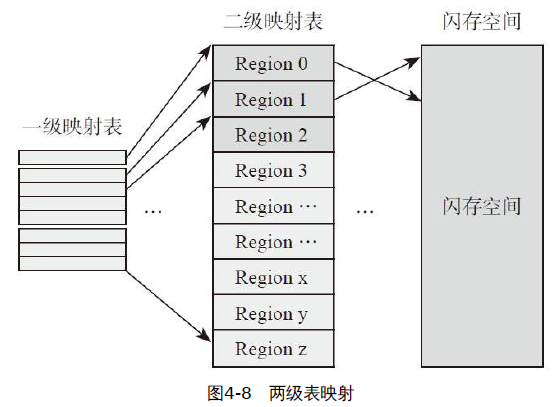 二级映射表
闪存空间
一级映射表
Region 0
Region 1
Region 2
Region 3
Region …
Region …
Region x
Region y
Region z
…
…
闪存空间
图4-8 两级表映射